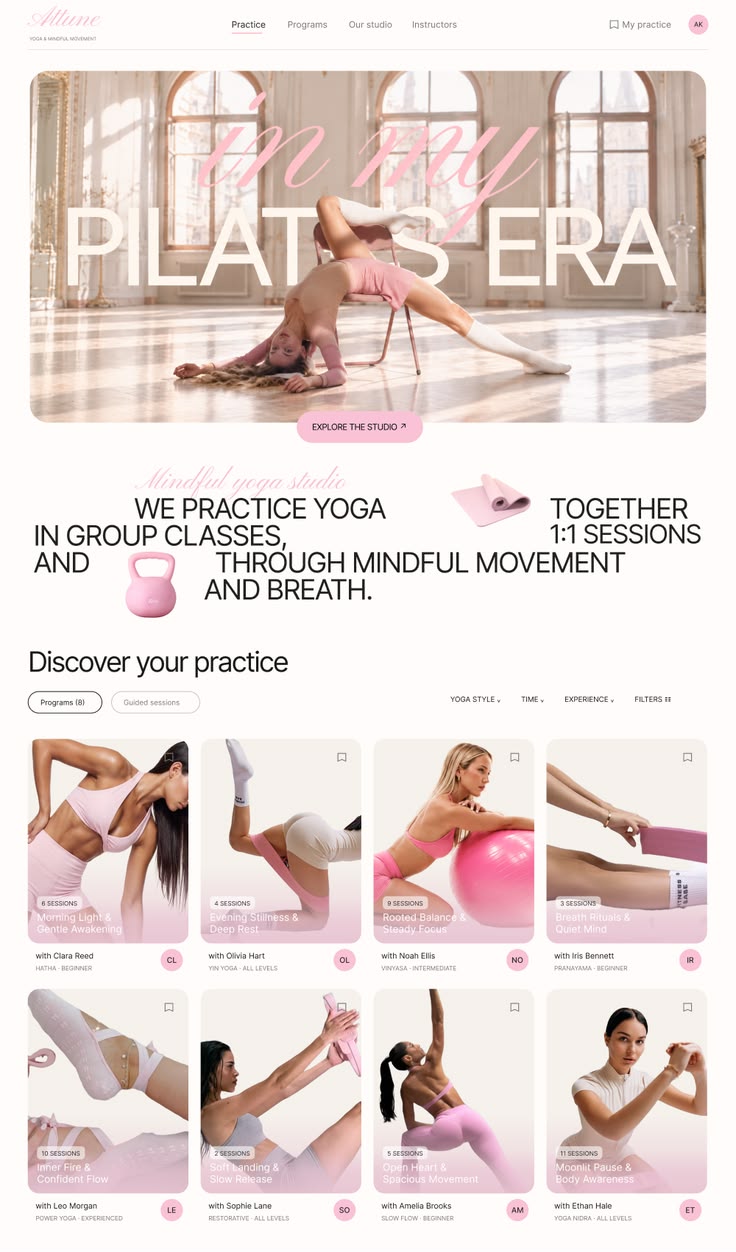 Attune
YOGA & MINDFUL MOVEMENT
Practice
Programs
Our studio
Instructors
My practice
AK
in my
PILATES ERA
EXPLORE THE STUDIO ↗
Mindful yoga studio
WE PRACTICE YOGA TOGETHER
IN GROUP CLASSES, 1:1 SESSIONS
AND THROUGH MINDFUL MOVEMENT
AND BREATH.
Discover your practice
Programs (8)
Guided sessions
YOGA STYLE
TIME
EXPERIENCE
FILTERS
6 SESSIONS
Morning Light &
Gentle Awakening
with Clara Reed
HATHA · BEGINNER
CL
4 SESSIONS
Evening Stillness &
Deep Rest
with Olivia Hart
YIN YOGA · ALL LEVELS
OL
9 SESSIONS
Rooted Balance &
Steady Focus
with Noah Ellis
VINYASA · INTERMEDIATE
NO
3 SESSIONS
Breath Rituals &
Quiet Mind
with Iris Bennett
PRANAYAMA · BEGINNER
IR
10 SESSIONS
Inner Fire &
Confident Flow
with Leo Morgan
POWER YOGA · EXPERIENCED
LE
2 SESSIONS
Soft Landing &
Slow Release
with Sophie Lane
RESTORATIVE · ALL LEVELS
SO
5 SESSIONS
Open Heart &
Spacious Movement
with Amelia Brooks
SLOW FLOW · BEGINNER
AM
11 SESSIONS
Moonlit Pause &
Body Awareness
with Ethan Hale
YOGA NIDRA · ALL LEVELS
ET